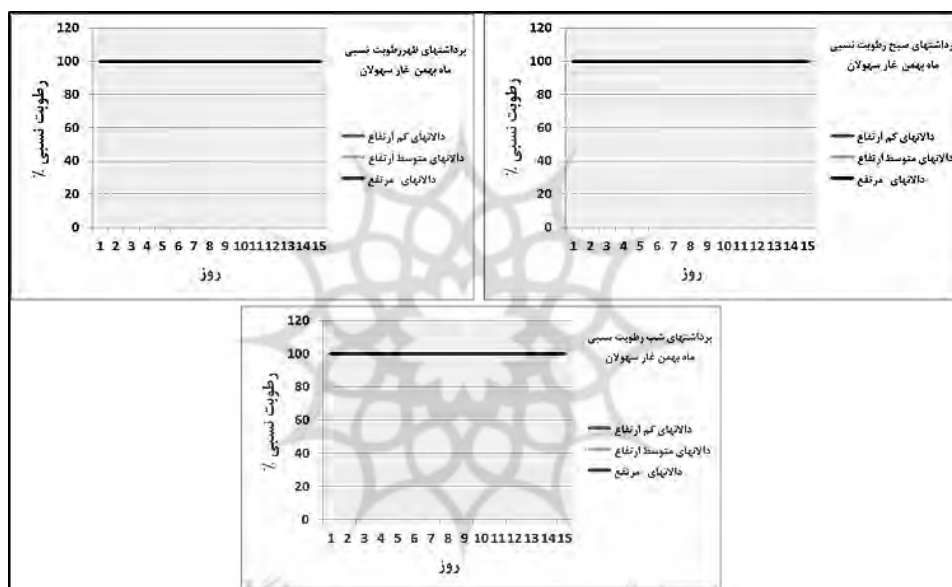 برداشتهای صبح رطوبت نسبی
ماه بهمن غار سهولان
رطوبت نسبی %
120
100
80
60
40
20
0
1 2 3 4 5 6 7 8 9 10 11 12 13 14 15
روز
دالانهای کم ارتفاع
دالانهای متوسط ارتفاع
دالانهای مرتفع
برداشتهای ظهررطوبت نسبی
ماه بهمن غار سهولان
رطوبت نسبی %
120
100
80
60
40
20
0
1 2 3 4 5 6 7 8 9 10 11 12 13 14 15
روز
دالانهای کم ارتفاع
دالانهای متوسط ارتفاع
دالانهای مرتفع
برداشتهای شب رطوبت نسبی
ماه بهمن غار سهولان
رطوبت نسبی %
120
100
80
60
40
20
0
1 2 3 4 5 6 7 8 9 10 11 12 13 14 15
روز
دالانهای کم ارتفاع
دالانهای متوسط ارتفاع
دالانهای مرتفع